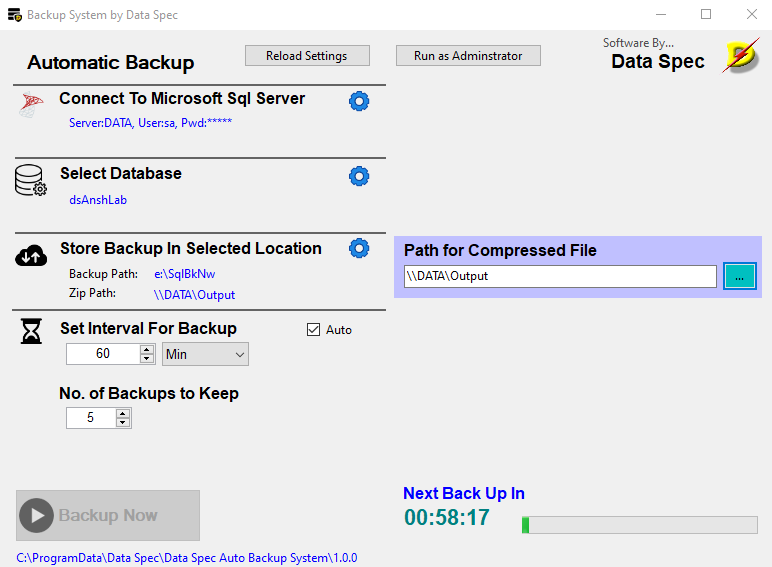 Backup System by Data Spec
Automatic Backup
Reload Settings
Run as Adminstrator
Software By...
Data Spec
Connect To Microsoft Sql Server
Server:DATA, User:sa, Pwd:*****
Select Database
dsAnshLab
Store Backup In Selected Location
Backup Path: e:\SqlBkNw
Zip Path: \\DATA\Output
Path for Compressed File
\\DATA\Output
...
Set Interval For Backup
Auto
60 Min
No. of Backups to Keep
5
Backup Now
Next Back Up In
00:58:17
C:\ProgramData\Data Spec\Data Spec Auto Backup System\1.0.0